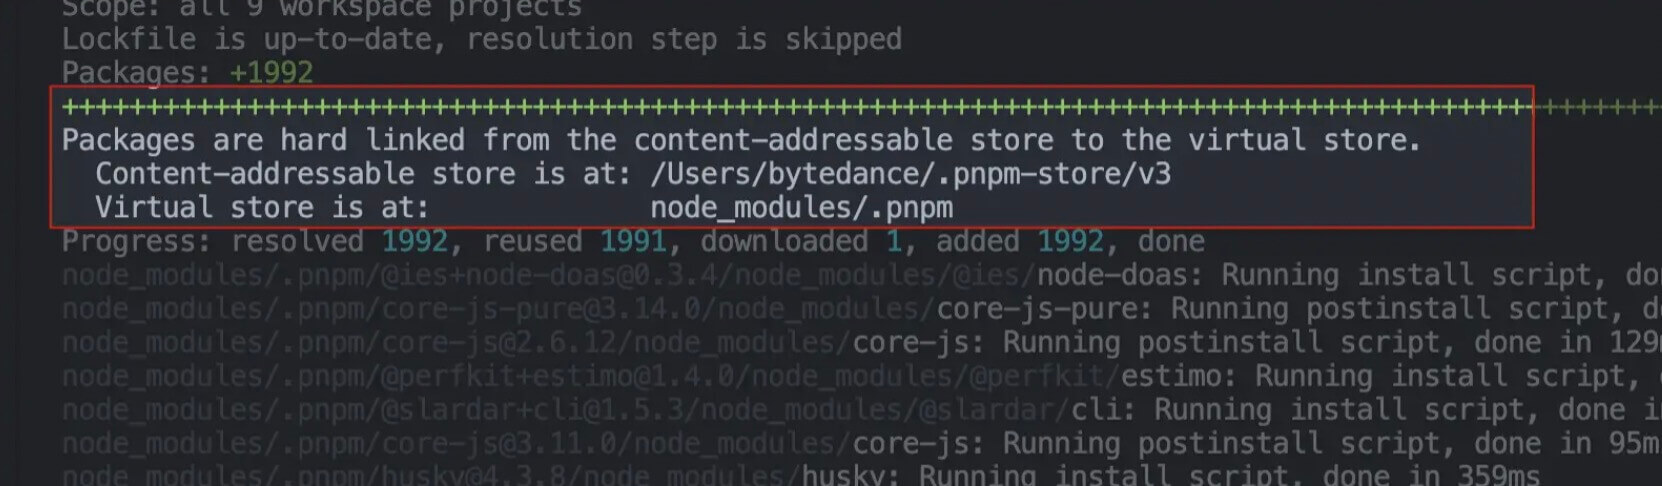 Scope: all 9 workspace projects
Lockfile is up-to-date, resolution step is skipped
Packages: +1992
++++++++++++++++++++++++++++++++++++++++++++++++++++++++++++++++++++++++++++++++++++++++++++++
Packages are hard linked from the content-addressable store to the virtual store.
  Content-addressable store is at: /Users/bytedance/.pnpm-store/v3
  Virtual store is at:             node_modules/.pnpm
Progress: resolved 1992, reused 1991, downloaded 1, added 1992, done
node_modules/.pnpm/@ies+node-doas@0.3.4/node_modules/@ies/node-doas: Running install script, do
node_modules/.pnpm/core-js-pure@3.14.0/node_modules/core-js-pure: Running postinstall script, d
node_modules/.pnpm/core-js@2.6.12/node_modules/core-js: Running postinstall script, done in 129
node_modules/.pnpm/@perfkit+estimo@1.4.0/node_modules/@perfkit/estimo: Running install script,
node_modules/.pnpm/@slardar+cli@1.5.3/node_modules/@slardar/cli: Running install script, done i
node_modules/.pnpm/core-js@3.11.0/node_modules/core-js: Running postinstall script, done in 95m
node_modules/.pnpm/husky@4.3.8/node_modules/husky: Running install script, done in 359ms